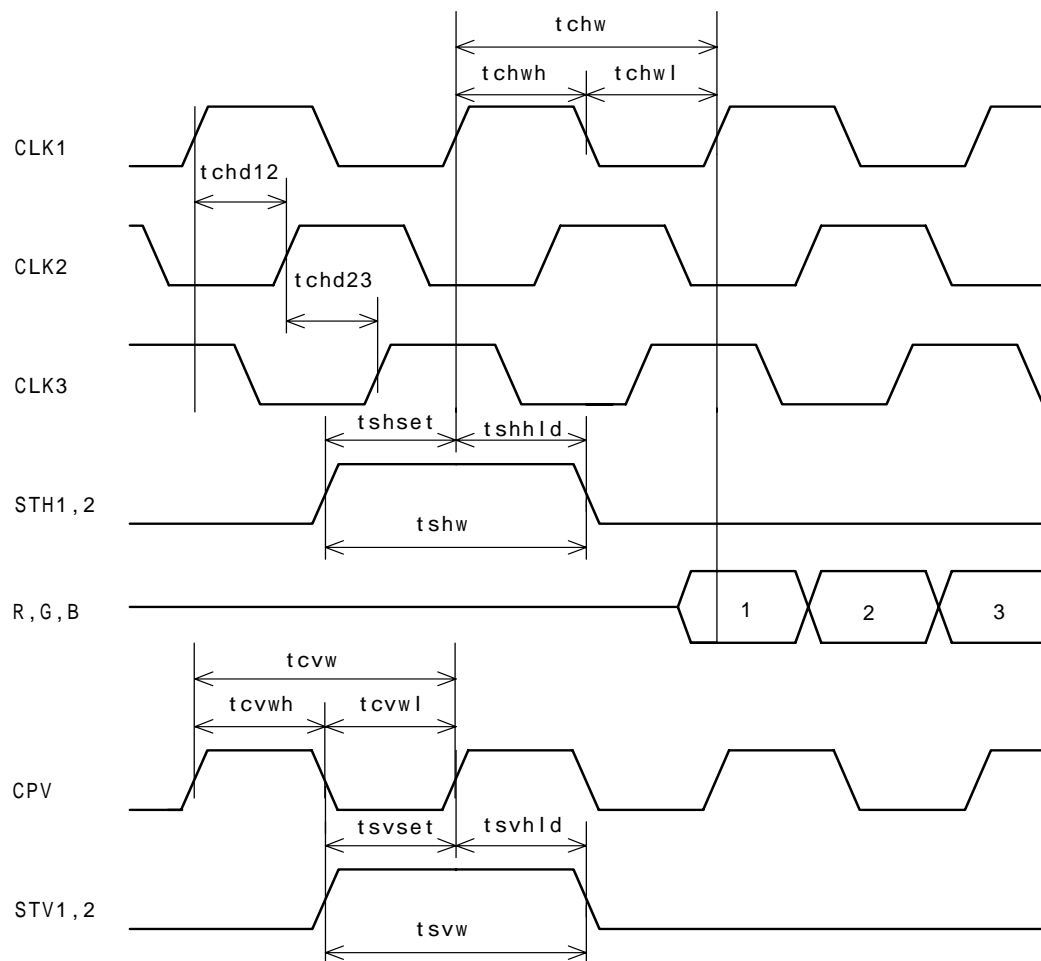 tchw
tchwh tchwl
CLK1
tchd12
CLK2
tchd23
CLK3
tshset tshhld
STH1,2
tshw
R,G,B 1 2 3
tcvw
tcvwh tcvwl
CPV
tsvset tsvhld
STV1,2
tsvw